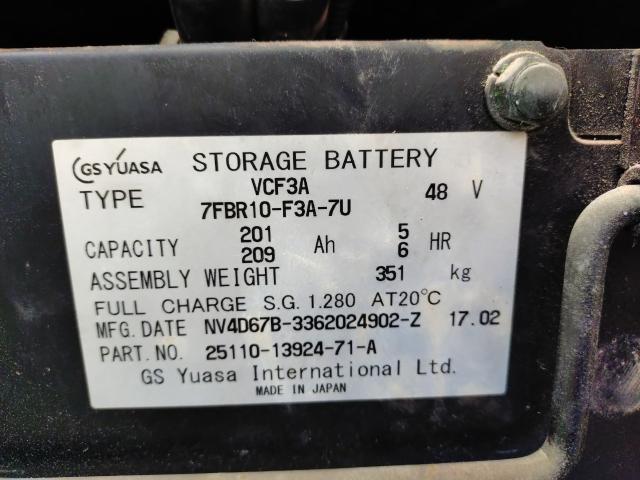 GS YUASA STORAGE BATTERY
TYPE VCF3A 48 V
7FBR10-F3A-7U
CAPACITY 201 Ah 5 HR
209 6
ASSEMBLY WEIGHT 351 kg
FULL CHARGE S.G. 1.280 AT20℃
MFG. DATE NV4D67B-3362024902-Z 17.02
PART. NO. 25110-13924-71-A
GS Yuasa International Ltd.
MADE IN JAPAN